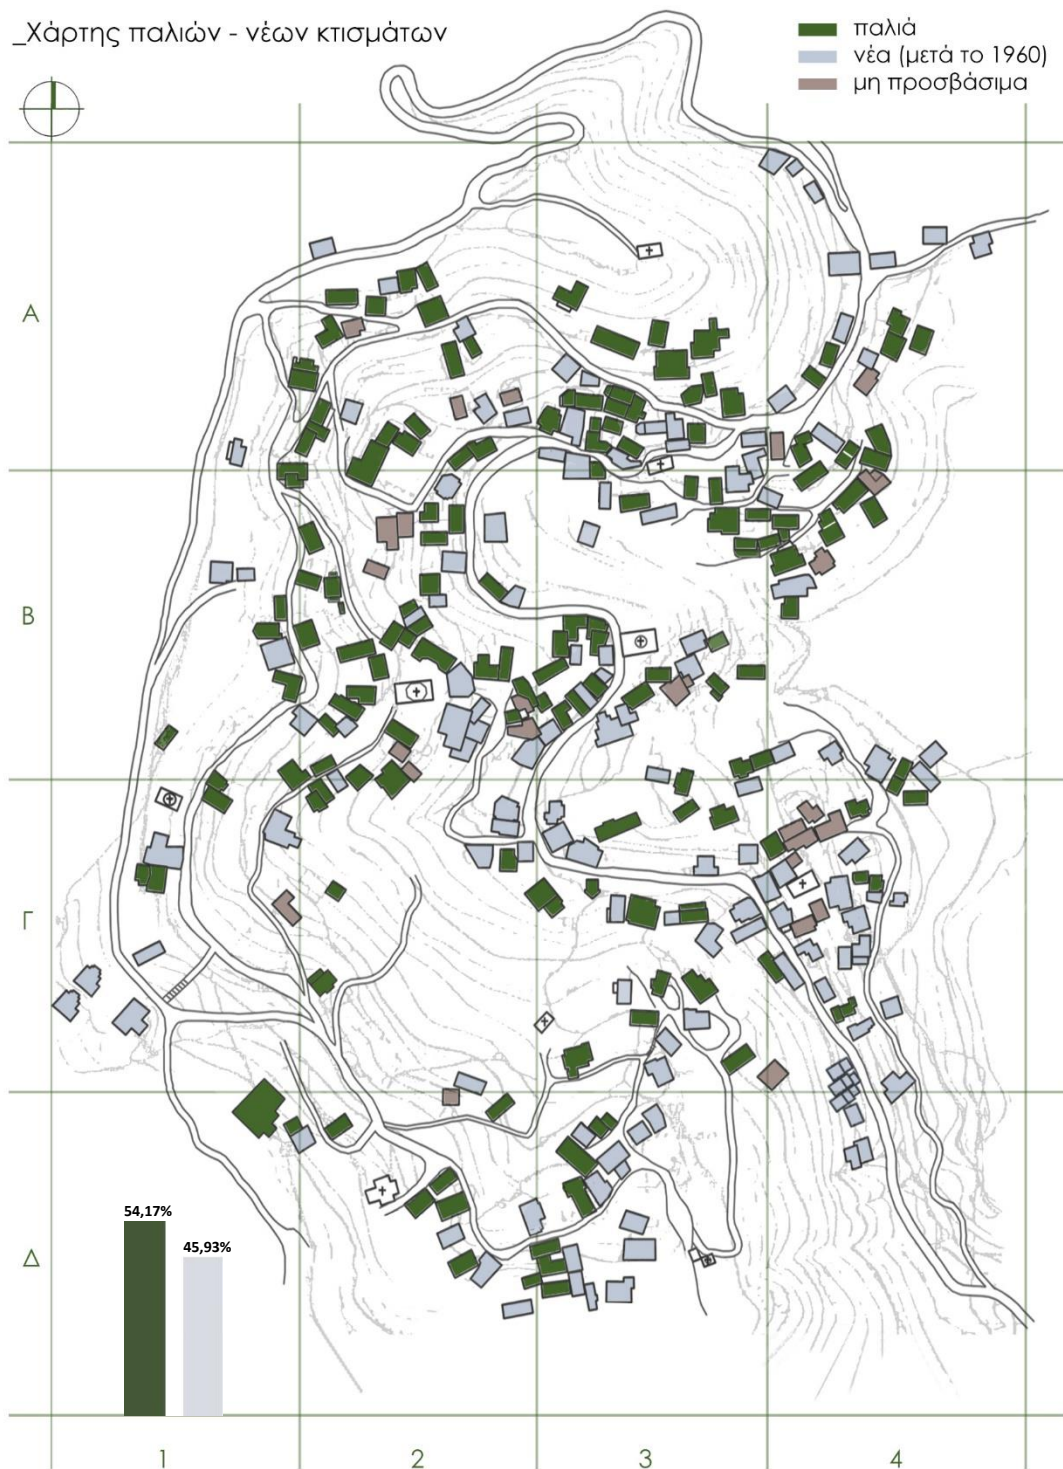 _Χάρτης παλιών - νέων κτισμάτων
παλιά
νέα (μετά το 1960)
μη προσβάσιμα
Α
Β
Γ
Δ
54,17%
45,93%
1 2 3 4